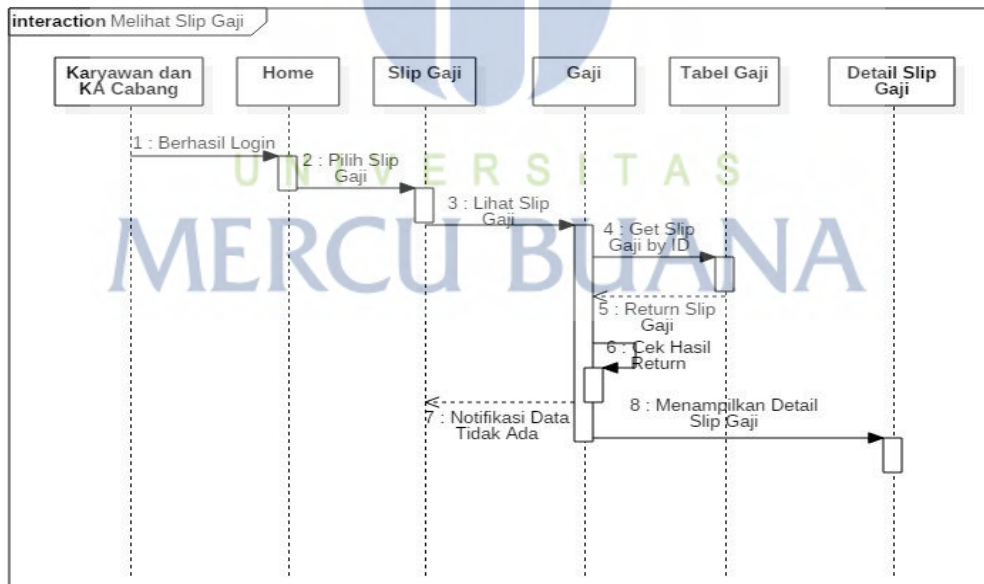 interaction Melihat Slip Gaji
Karyawan dan
KA Cabang
Home
Slip Gaji
Gaji
Tabel Gaji
Detail Slip
Gaji
1 : Berhasil Login
2 : Pilih Slip
Gaji
UNIVERSITAS
3 : Lihat Slip
Gaji
4 : Get Slip
Gaji by ID
MERCU BUANA
5 : Return Slip
Gaji
6 : Cek Hasil
Return
7 : Notifikasi Data
Tidak Ada
8 : Menampilkan Detail
Slip Gaji